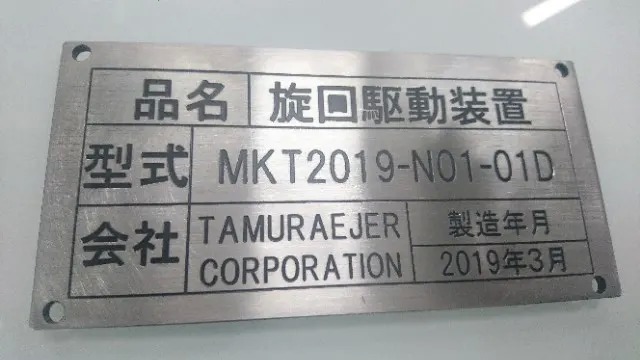 品名 旋回駆動装置
型式 MKT2019-N01-01D
会社 TAMURAEJER CORPORATION
製造年月
2019年3月